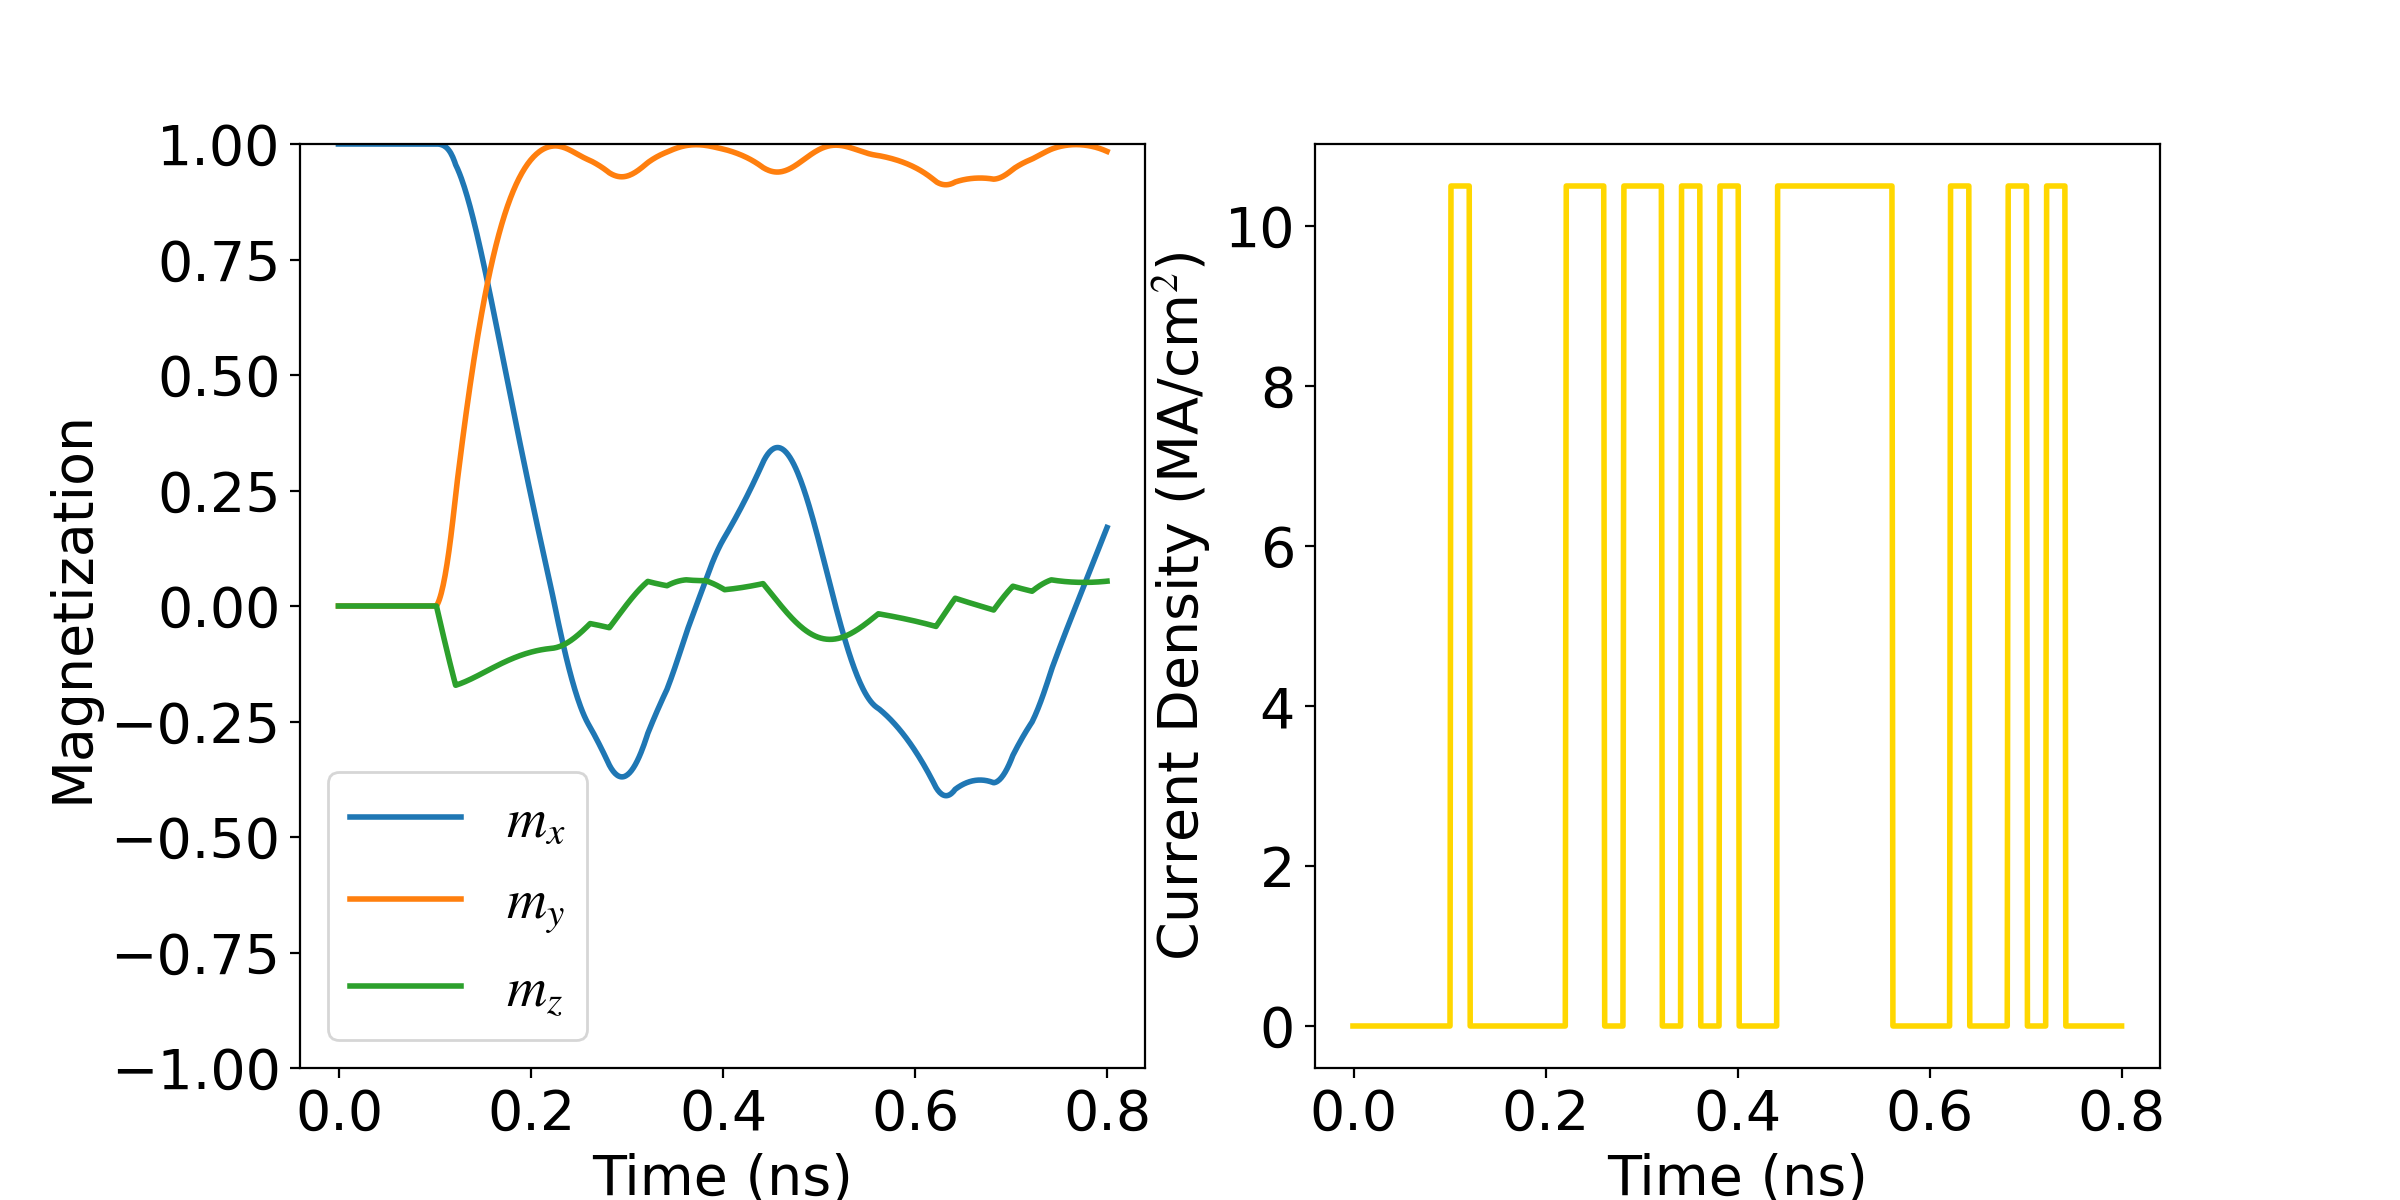 1.00
0.75
0.50
0.25
0.00
−0.25
−0.50
−0.75
−1.00
Magnetization
m_x
m_y
m_z
0.0 0.2 0.4 0.6 0.8
Time (ns)
10
8
6
4
2
0
Current Density (MA/cm²)
0.0 0.2 0.4 0.6 0.8
Time (ns)